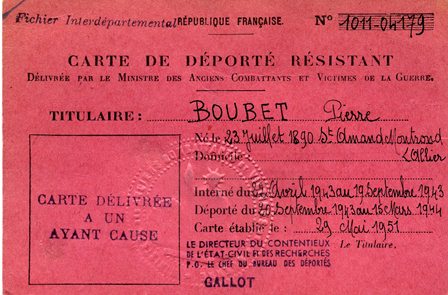 Fichier Interdépartemental RÉPUBLIQUE FRANÇAISE. N° 1011-04179
CARTE DE DÉPORTÉ RÉSISTANT
DÉLIVRÉE PAR LE MINISTRE DES ANCIENS COMBATTANTS ET VICTIMES DE LA GUERRE.
TITULAIRE : BOUBET Pierre
Né le 23 Juillet 1890 St Amand Montrond
Domicile L'Allier
Interné du 22 Avril 1943 au 19 Septembre 1943
Déporté du 20 Septembre 1943 au 15 Mars 1944
Carte établie le : 29 Mai 1951
CARTE DÉLIVRÉE
A UN
AYANT CAUSE
LE DIRECTEUR DU CONTENTIEUX Le Titulaire,
DE L'ÉTAT-CIVIL ET DES RECHERCHES
P.O. LE CHEF DU BUREAU DES DÉPORTÉS
GALLOT